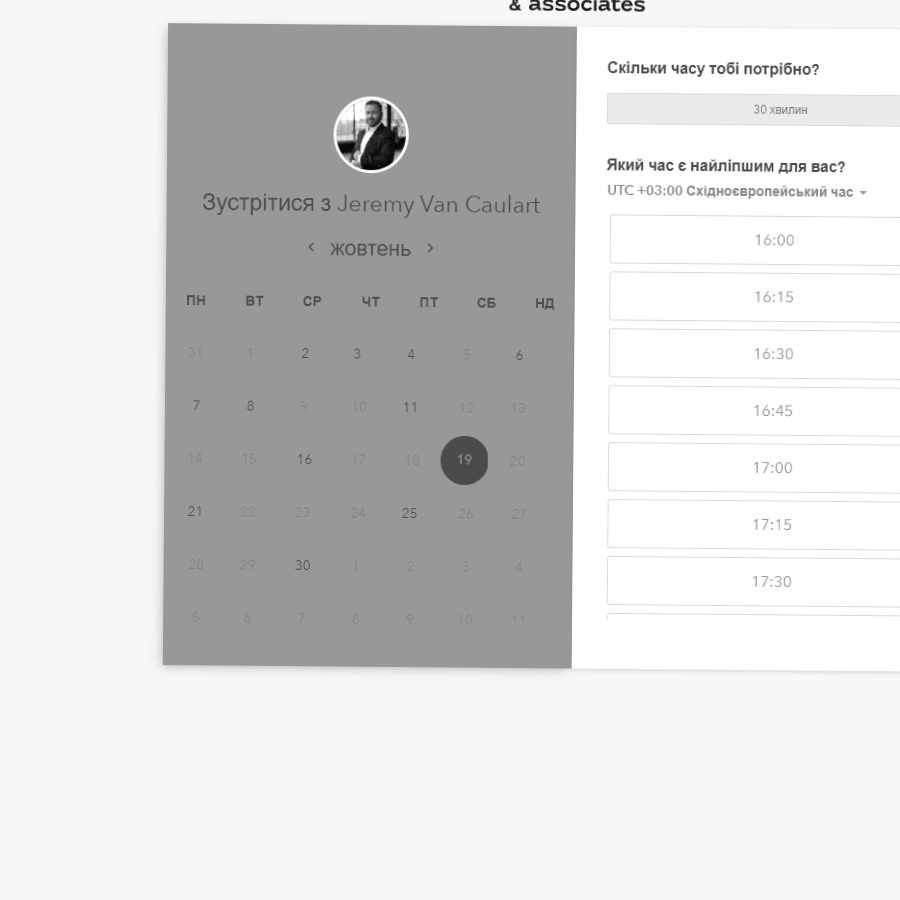 & associates
Зустрітися з Jeremy Van Caulart
жовтень
ПН ВТ СР ЧТ ПТ СБ НД
31 1 2 3 4 5 6
7 8 9 10 11 12 13
14 15 16 17 18 19 20
21 22 23 24 25 26 27
28 29 30 1 2 3 4
5 6 7 8 9 10 11
Скільки часу тобі потрібно?
30 хвилин
Який час є найліпшим для вас?
UTC +03:00 Східноєвропейський час
16:00
16:15
16:30
16:45
17:00
17:15
17:30